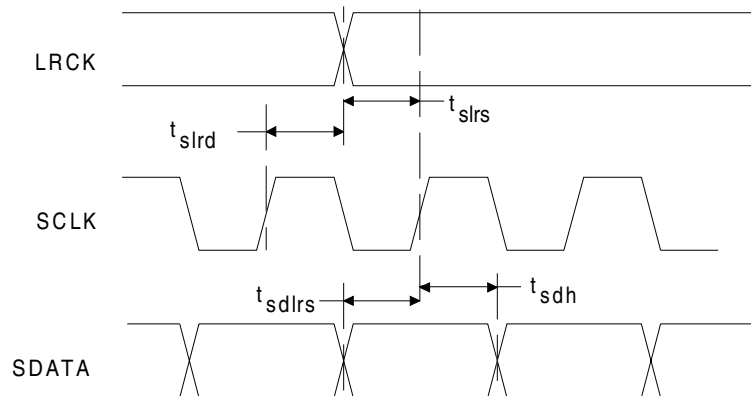 LRCK
t slrs
t slrd
SCLK
t sdlrs
t sdh
SDATA